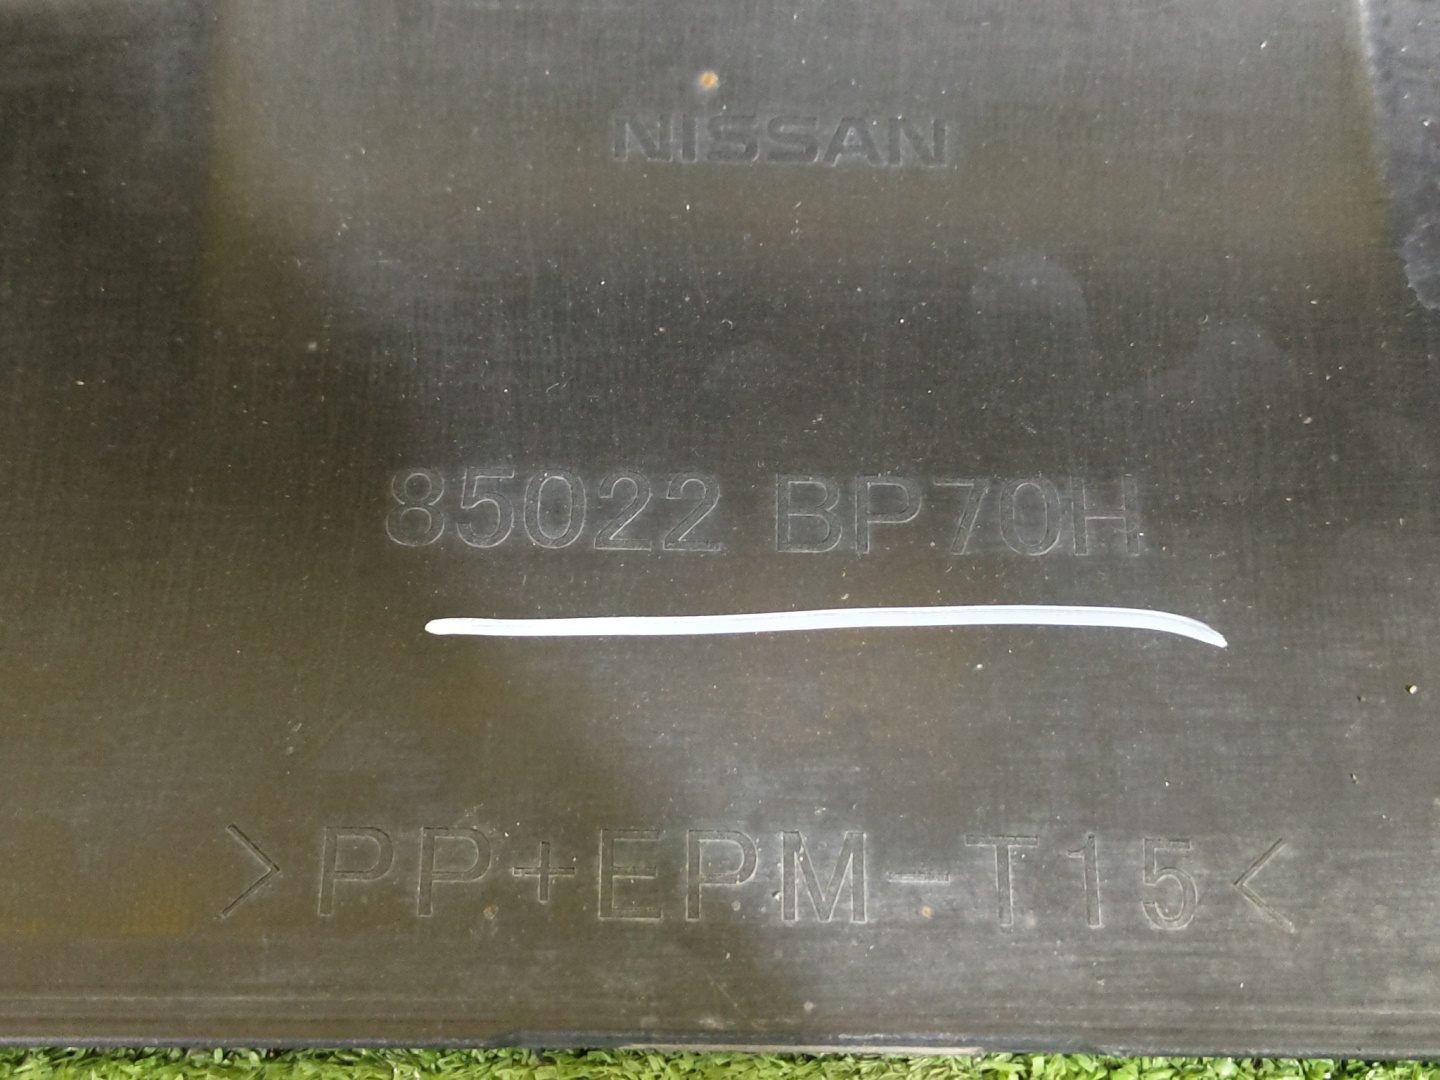 NISSAN
85022 BP70H
>PP+EPM-T15<